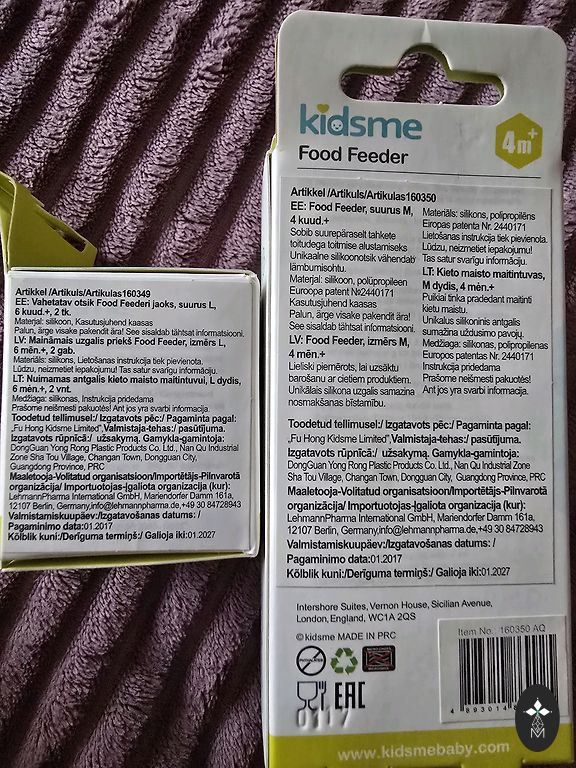 Artikkel /Artikuls/Artikulas160349
EE: Vahetatav otsik Food Feederi jaoks, suurus L,
6 kuud.+, 2 tk.
Materjal: silikoon, Kasutusjuhend kaasas
Palun, ärge visake pakendit ära! See sisaldab tähtsat informatsiooni.
LV: Maināmais uzgalis priekš Food Feeder, izmērs L,
6 mēn.+, 2 gab.
Materiāls: silikons, Lietošanas instrukcija tiek pievienota.
Lūdzu, neizmetiet iepakojumu! Tas satur svarīgu informāciju.
LT: Nuimamas antgalis kieto maisto maitintuvui, L dydis,
6 mėn.+, 2 vnt.
Medžiaga: silikonas, Instrukcija pridedama
Prašome neišmesti pakuotės! Ant jos yra svarbi informacija.
Toodetud tellimusel:/ Izgatavots pēc:/ Pagaminta pagal:
„Fu Hong Kidsme Limited",Valmistaja-tehas:/ pasūtījuma.
Izgatavots rūpnīcā:/ užsakymą. Gamykla-gamintoja:
DongGuan Yong Rong Plastic Products Co. Ltd., Nan Qu Industrial
Zone Sha Tou Village, Changan Town, Dongguan City,
Guangdong Province, PRC
Maaletooja-Volitatud organisatsioon/Importētājs-Pilnvarotā
organizācija/ Importuotojas-Įgaliota organizacija (kur):
LehmannPharma International GmbH, Mariendorfer Damm 161a,
12107 Berlin, Germany,info@lehmannpharma.de,+49 30 84728943
Valmistamiskuupäev:/Izgatavošanas datums: /
Pagaminimo data:01.2017
Kõlblik kuni:/Derīguma termiņš:/ Galioja iki:01.2027
kidsme
Food Feeder
4m+
Artikkel /Artikuls/Artikulas160350
EE: Food Feeder, suurus M,
4 kuud.+
Sobib suurepäraselt tahkete
toitudega toitmise alustamiseks
Unikaalne silikoonotsik vähendab
lämbumisohtu.
Materjal: silikoon, polüpropüleen
Euroopa patent №2440171
Kasutusjuhend kaasas
Palun, ärge visake pakendit ära!
See sisaldab tähtsat informatsiooni.
LV: Food Feeder, izmērs M,
4 mēn.+
Lieliski piemērots, lai uzsāktu
barošanu ar cietiem produktiem.
Unikālais silikona uzgalis samazina
nosmakšanas bīstamību.
Materiāls: silikons, polipropilēns
Eiropas patenta Nr. 2440171
Lietošanas instrukcija tiek pievienota.
Lūdzu, neizmetiet iepakojumu!
Tas satur svarīgu informāciju.
LT: Kieto maisto maitintuvas,
M dydis, 4 mėn.+
Puikiai tinka pradedant maitinti
kietu maistu.
Unikalus silikoninis antgalis
sumažina uždusimo pavojų.
Medžiaga: silikonas, polipropilenas
Europos patentas Nr. 2440171
Instrukcija pridedama
Prašome neišmesti pakuotės!
Ant jos yra svarbi informacija.
Toodetud tellimusel:/ Izgatavots pēc:/ Pagaminta pagal:
„Fu Hong Kidsme Limited",Valmistaja-tehas:/ pasūtījuma.
Izgatavots rūpnīcā:/ užsakymą. Gamykla-gamintoja:
DongGuan Yong Rong Plastic Products Co. Ltd., Nan Qu Industrial Zone
Sha Tou Village, Changan Town, Dongguan City, Guangdong Province, PRC
Maaletooja-Volitatud organisatsioon/Importētājs-Pilnvarotā
organizācija/ Importuotojas-Įgaliota organizacija (kur):
LehmannPharma International GmbH, Mariendorfer Damm 161a,
12107 Berlin, Germany,info@lehmannpharma.de,+49 30 84728943
Valmistamiskuupäev:/Izgatavošanas datums: /
Pagaminimo data:01.2017
Kõlblik kuni:/Derīguma termiņš:/ Galioja iki:01.2027
Intershore Suites, Vernon House, Sicilian Avenue,
London,England, WC1A 2QS
© kidsme MADE IN PRC
Item No. 160350 AQ
EAC
0117
4 893014
www.kidsmebaby.com
M